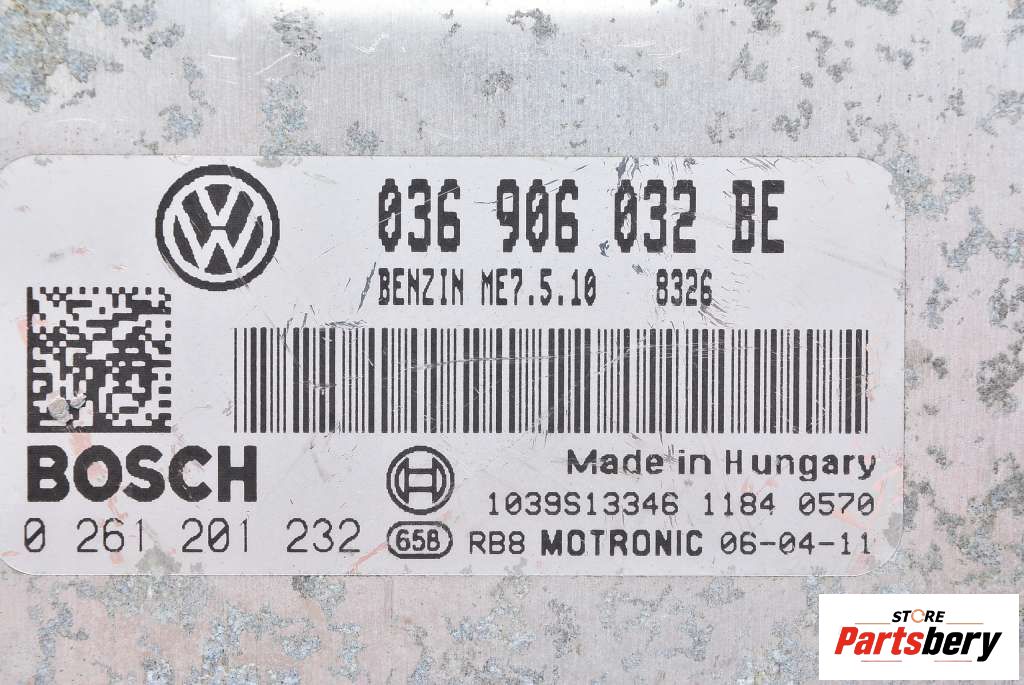 036 906 032 BE
BENZIN ME7.5.10 8326
BOSCH
0 261 201 232
Made in Hungary
1039S13346 1184 0570
658 RB8 MOTRONIC 06-04-11
STORE
Partsbery